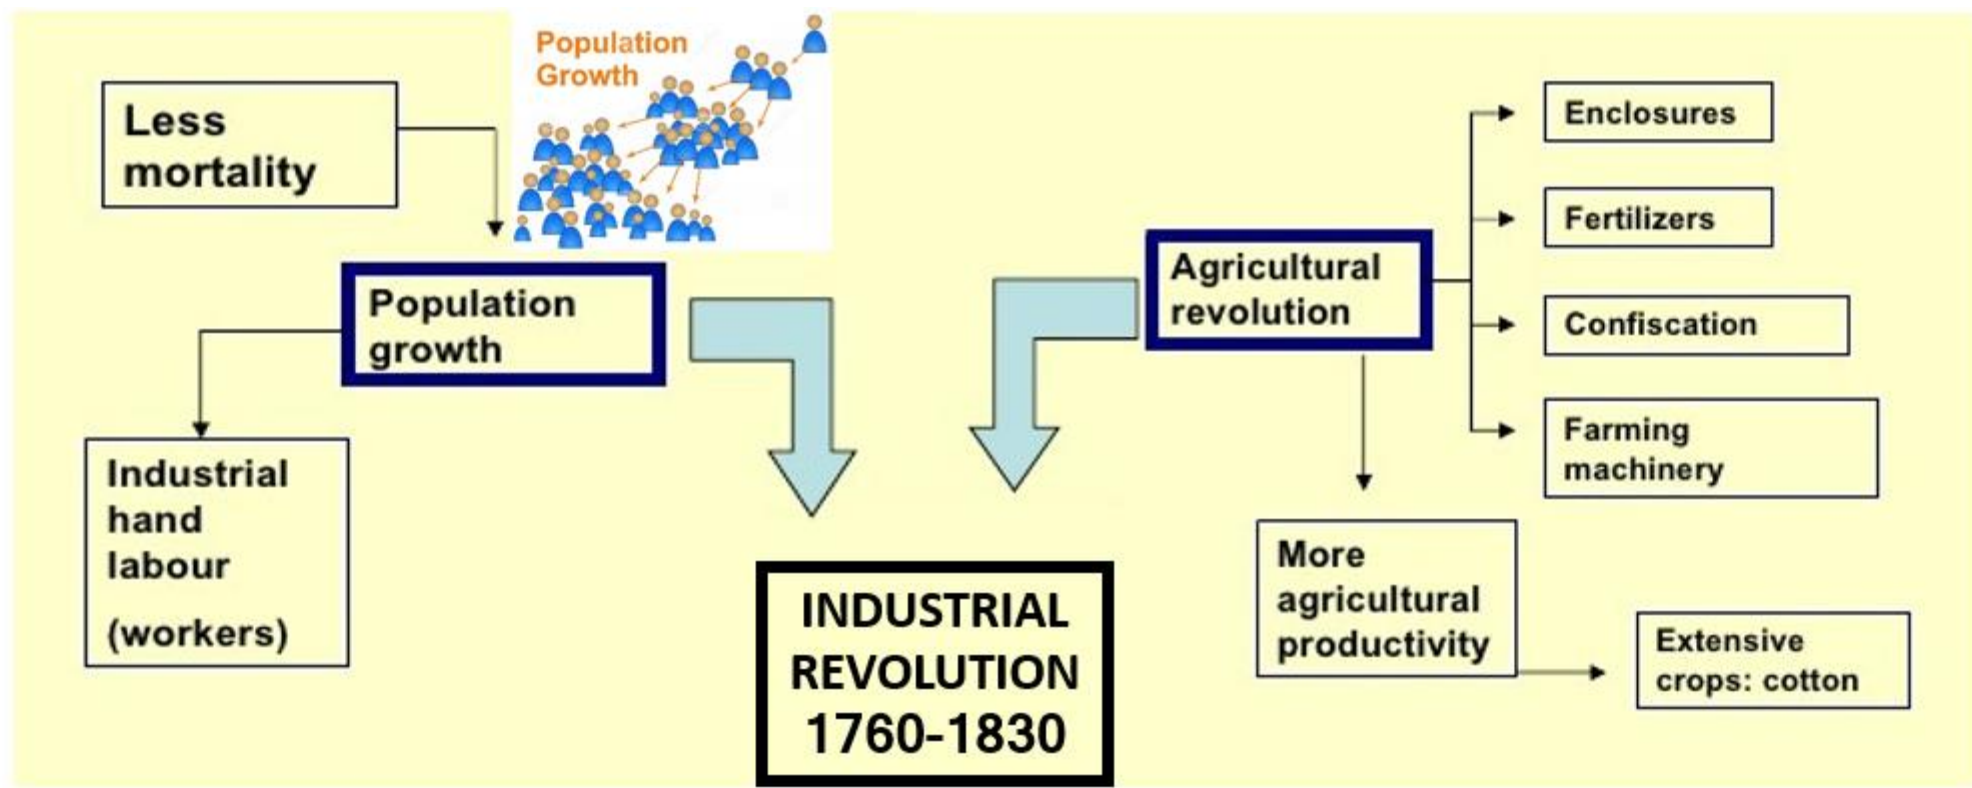 Population
Growth
Less
mortality
Population
growth
Industrial
hand
labour
(workers)
INDUSTRIAL
REVOLUTION
1760-1830
Agricultural
revolution
Enclosures
Fertilizers
Confiscation
Farming
machinery
More
agricultural
productivity
Extensive
crops: cotton